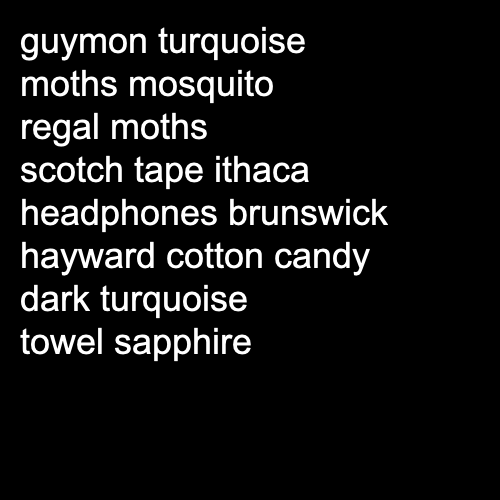 guymon turquoise
moths mosquito
regal moths
scotch tape ithaca
headphones brunswick
hayward cotton candy
dark turquoise
towel sapphire